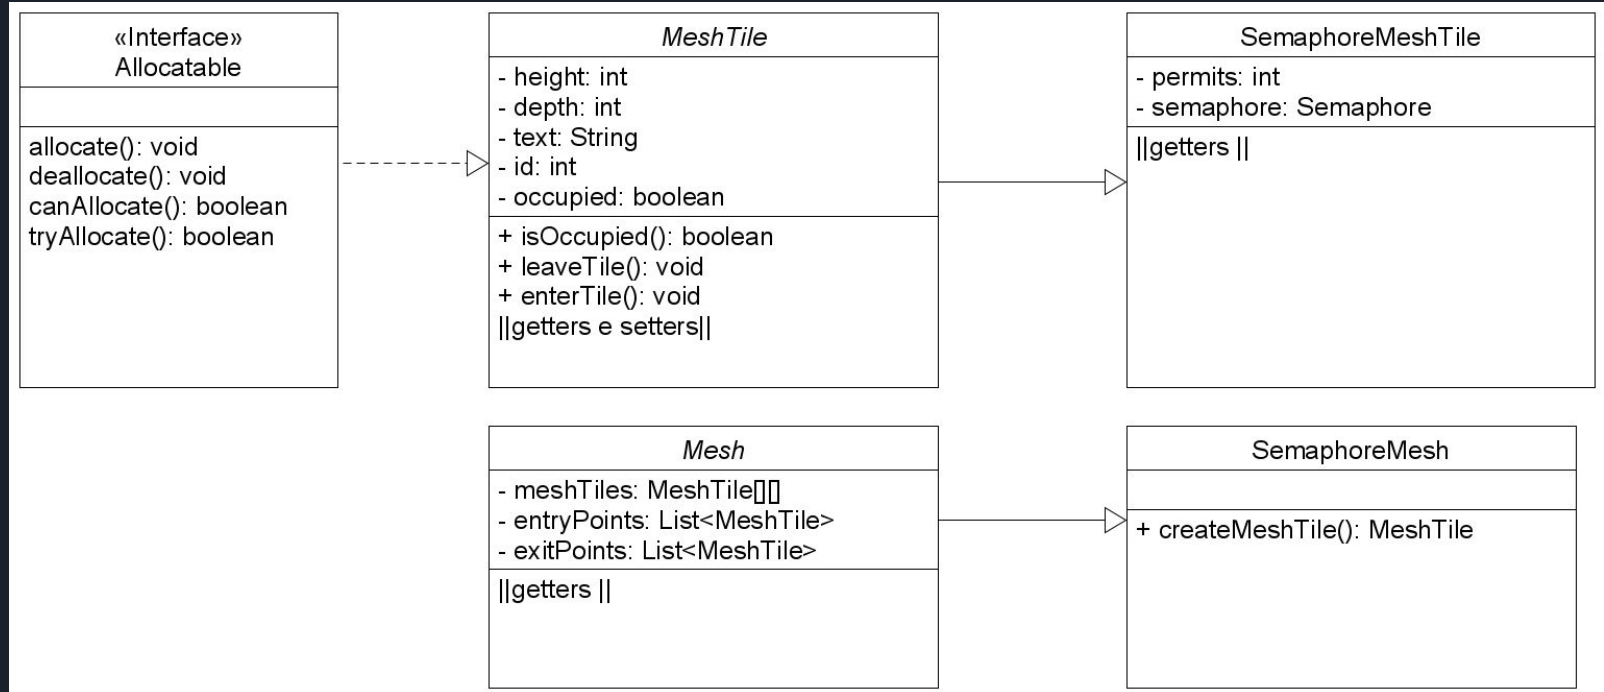 «Interface»
Allocatable
allocate(): void
deallocate(): void
canAllocate(): boolean
tryAllocate(): boolean
MeshTile
- height: int
- depth: int
- text: String
- id: int
- occupied: boolean
+ isOccupied(): boolean
+ leaveTile(): void
+ enterTile(): void
||getters e setters||
SemaphoreMeshTile
- permits: int
- semaphore: Semaphore
||getters ||
Mesh
- meshTiles: MeshTile[][]
- entryPoints: List<MeshTile>
- exitPoints: List<MeshTile>
||getters ||
SemaphoreMesh
+ createMeshTile(): MeshTile